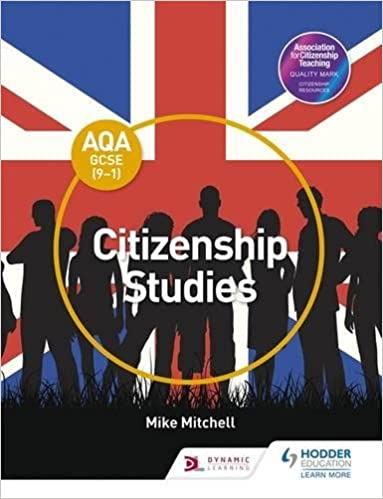 Association
for Citizenship
Teaching
QUALITY MARK
CITIZENSHIP
RESOURCES
AQA
GCSE
(9–1)
Citizenship
Studies
Mike Mitchell
DL DYNAMIC
LEARNING
HODDER
EDUCATION
LEARN MORE